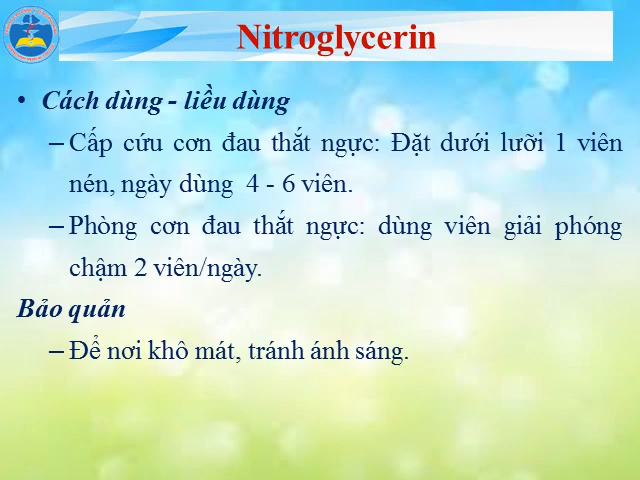 Nitroglycerin
• Cách dùng - liều dùng
– Cấp cứu cơn đau thắt ngực: Đặt dưới lưỡi 1 viên
nén, ngày dùng 4 - 6 viên.
– Phòng cơn đau thắt ngực: dùng viên giải phóng
chậm 2 viên/ngày.
Bảo quản
– Để nơi khô mát, tránh ánh sáng.